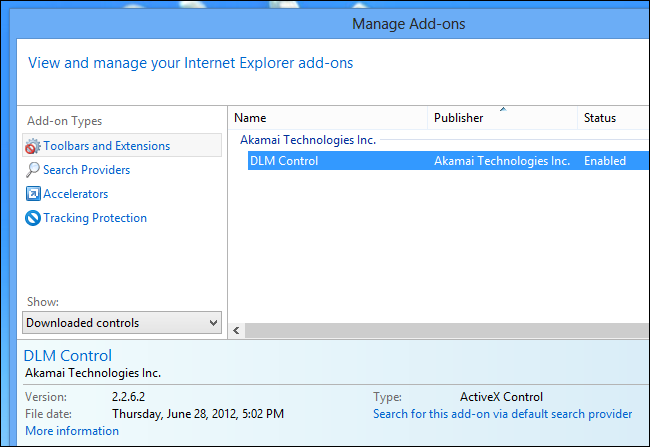 Manage Add-ons
View and manage your Internet Explorer add-ons
Add-on Types
Toolbars and Extensions
Search Providers
Accelerators
Tracking Protection
Show:
Downloaded controls
Name Publisher Status
Akamai Technologies Inc.
DLM Control Akamai Technologies Inc. Enabled
DLM Control
Akamai Technologies Inc.
Version: 2.2.6.2 Type: ActiveX Control
File date: Thursday, June 28, 2012, 5:02 PM Search for this add-on via default search provider
More information